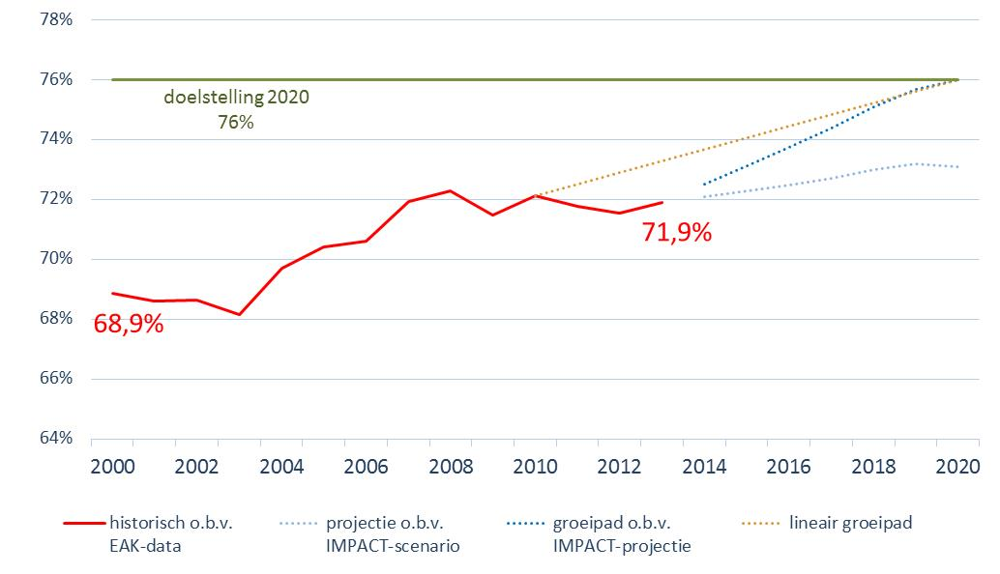 78%
76%
doelstelling 2020
76%
74%
72%
71,9%
70%
68,9%
68%
66%
64%
2000 2002 2004 2006 2008 2010 2012 2014 2016 2018 2020
historisch o.b.v. projectie o.b.v. groeipad o.b.v. lineair groeipad
EAK-data IMPACT-scenario IMPACT-projectie